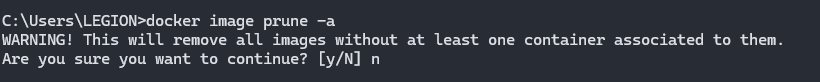 C:\Users\LEGION>docker image prune -a
WARNING! This will remove all images without at least one container associated to them.
Are you sure you want to continue? [y/N] n